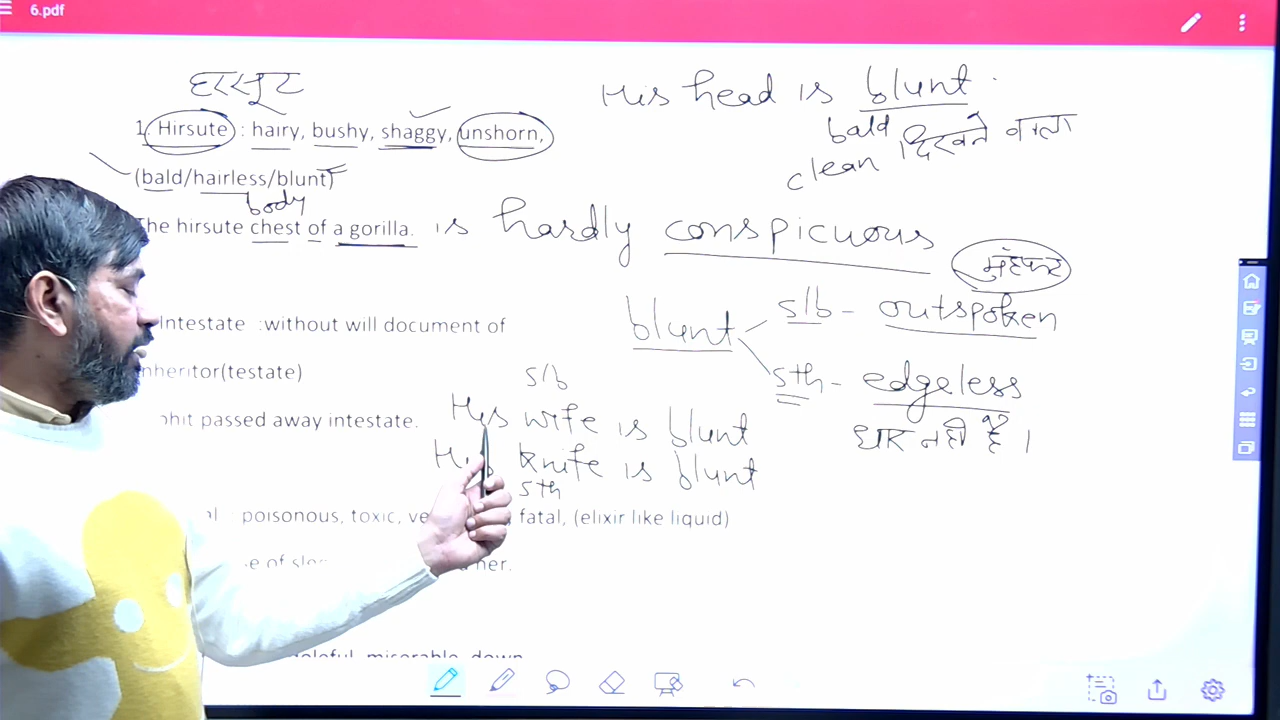 6.pdf
हरसूट
His head is blunt.
1. Hirsute : hairy, bushy, shaggy, unshorn,
bald
clean दिखने वाला
(bald/hairless/blunt)
body
The hirsute chest of a gorilla. is hardly conspicuous
मुंहफट
blunt
s/b - outspoken
sth - edgeless
धार नहीं है।
Intestate :without will document of
inheritor(testate)
passed away intestate.
s/b
His wife is blunt
His knife is blunt
sth
poisonous, toxic, fatal, (elixir like liquid)
miserable, down